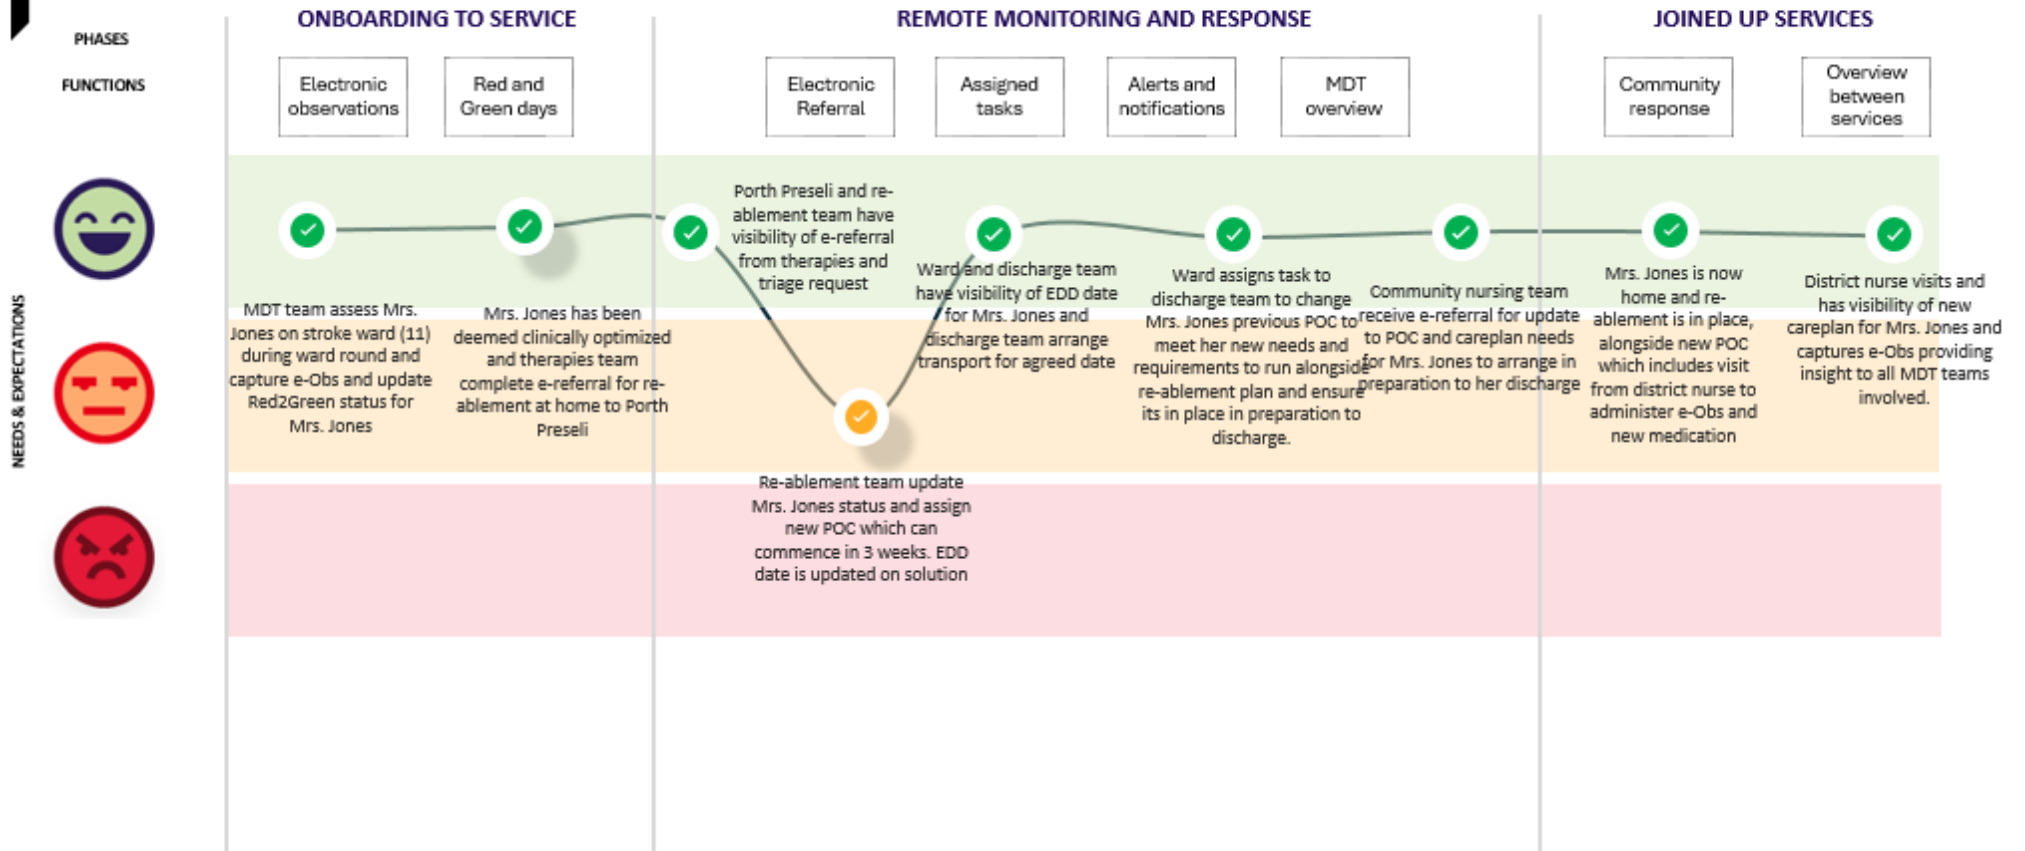 ONBOARDING TO SERVICE
REMOTE MONITORING AND RESPONSE
JOINED UP SERVICES
PHASES
FUNCTIONS
Electronic
observations
Red and
Green days
Electronic
Referral
Assigned
tasks
Alerts and
notifications
MDT
overview
Community
response
Overview
between
services
NEEDS & EXPECTATIONS
MDT team assess Mrs.
Jones on stroke ward (11)
during ward round and
capture e-Obs and update
Red2Green status for
Mrs. Jones
Mrs. Jones has been
deemed clinically optimized
and therapies team
complete e-referral for re-
ablement at home to Porth
Preseli
Porth Preseli and re-
ablement team have
visibility of e-referral
from therapies and
triage request
Re-ablement team update
Mrs. Jones status and assign
new POC which can
commence in 3 weeks. EDD
date is updated on solution
Ward and discharge team
have visibility of EDD date
for Mrs. Jones and
discharge team arrange
transport for agreed date
Ward assigns task to
discharge team to change
Mrs. Jones previous POC to
meet her new needs and
requirements to run alongside
re-ablement plan and ensure
its in place in preparation to
discharge.
Community nursing team
receive e-referral for update
to POC and careplan needs
for Mrs. Jones to arrange in
preparation to her discharge
Mrs. Jones is now
home and re-
ablement is in place,
alongside new POC
which includes visit
from district nurse to
administer e-Obs and
new medication
District nurse visits and
has visibility of new
careplan for Mrs. Jones and
captures e-Obs providing
insight to all MDT teams
involved.